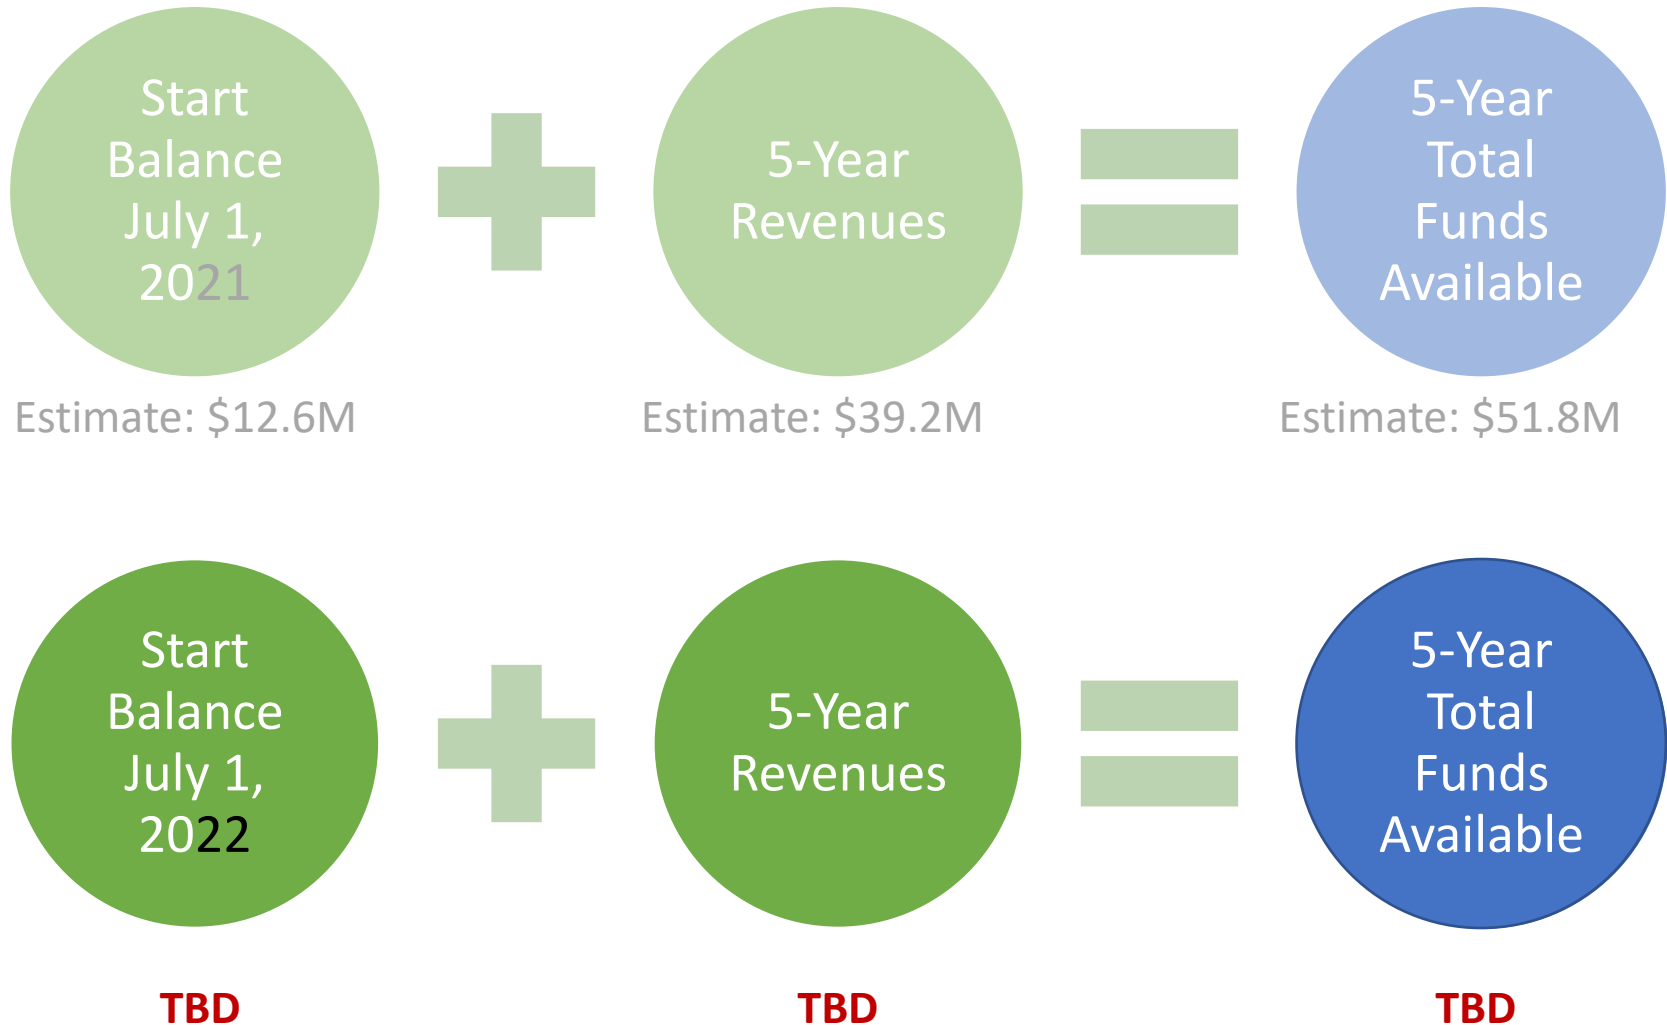 Start
Balance
July 1,
2021
5-Year
Revenues
5-Year
Total
Funds
Available
Estimate: $12.6M
Estimate: $39.2M
Estimate: $51.8M
Start
Balance
July 1,
2022
5-Year
Revenues
5-Year
Total
Funds
Available
TBD
TBD
TBD